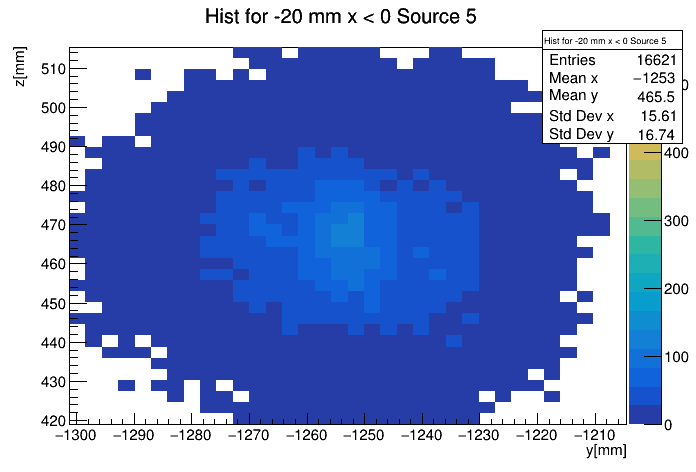 Hist for -20 mm x < 0 Source 5
z[mm]
510
500
490
480
470
460
450
440
430
420
−1300 −1290 −1280 −1270 −1260 −1250 −1240 −1230 −1220 −1210
y[mm]
Hist for -20 mm x < 0 Source 5
Entries 16621
Mean x −1253
Mean y 465.5
Std Dev x 15.61
Std Dev y 16.74
0
400
300
200
100
0